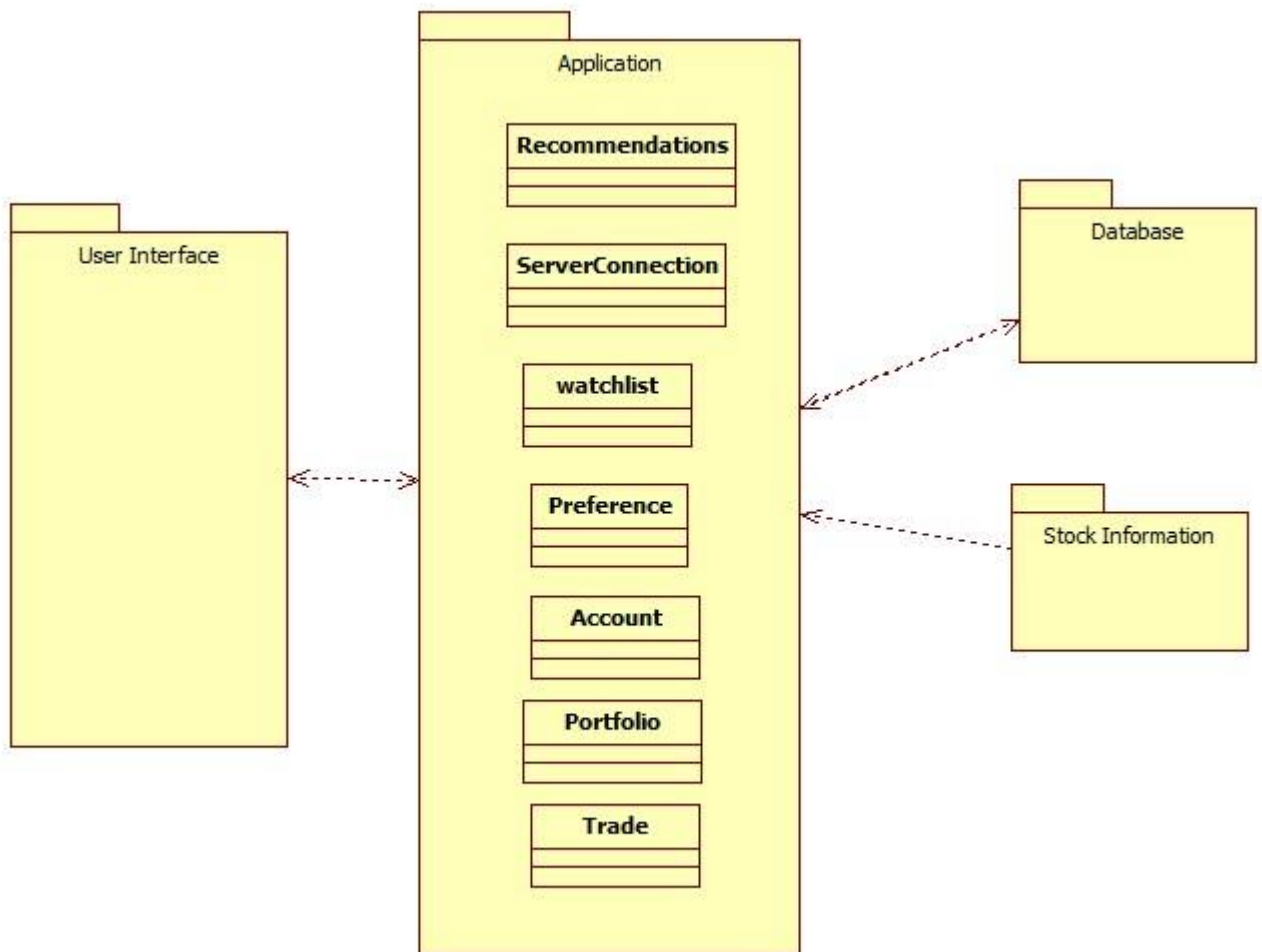 Application
Recommendations
ServerConnection
watchlist
Preference
Account
Portfolio
Trade
User Interface
Database
Stock Information